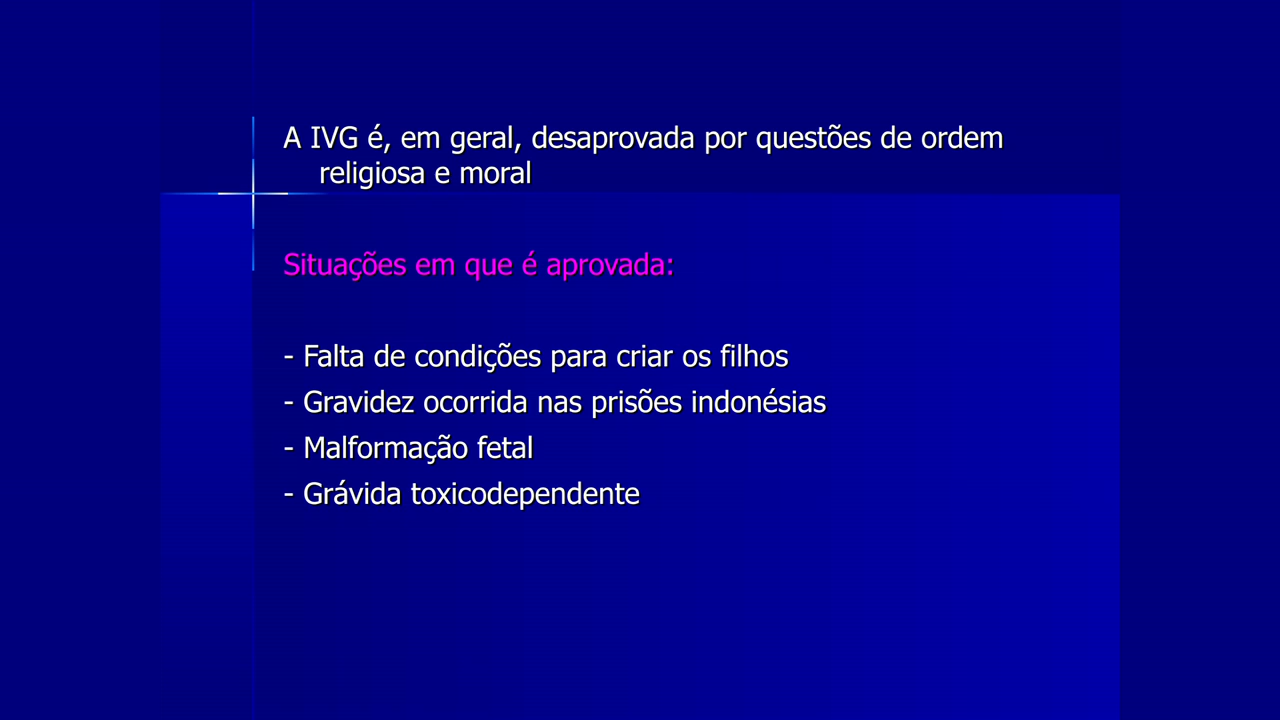 A IVG é, em geral, desaprovada por questões de ordem
religiosa e moral
Situações em que é aprovada:
- Falta de condições para criar os filhos
- Gravidez ocorrida nas prisões indonésias
- Malformação fetal
- Grávida toxicodependente